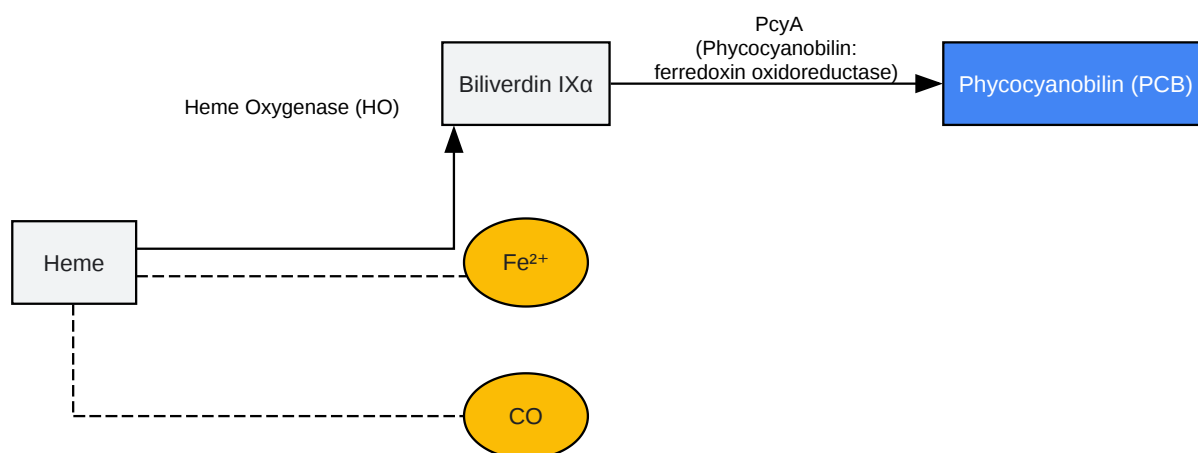 PcyA
(Phycocyanobilin:
ferredoxin oxidoreductase)
Biliverdin IXα
Phycocyanobilin (PCB)
Heme Oxygenase (HO)
Heme
Fe²⁺
CO